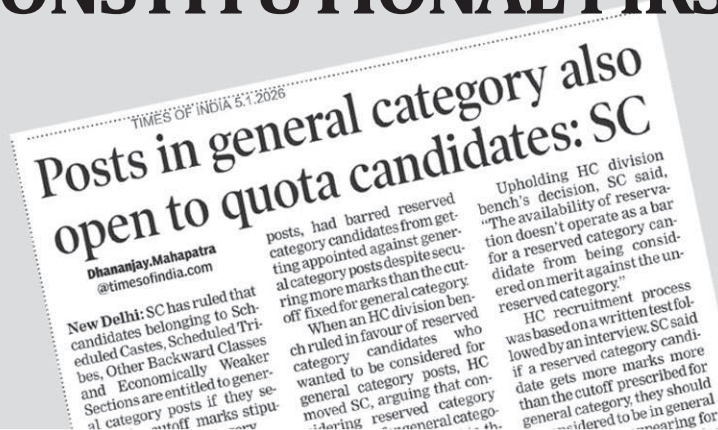 TIMES OF INDIA 5.1.2026
Posts in general category also
open to quota candidates: SC
Dhananjay.Mahapatra
@timesofindia.com
New Delhi: SC has ruled that
candidates belonging to Sch-
eduled Castes, Scheduled Tri-
bes, Other Backward Classes
and Economically Weaker
Sections are entitled to gener-
al category posts if they se-
cutoff marks stipu-
posts, had barred reserved
category candidates from get-
ting appointed against gener-
al category posts despite secu-
ring more marks than the cut-
off fixed for general category.
When an HC division ben-
ch ruled in favour of reserved
category candidates who
wanted to be considered for
general category posts, HC
moved SC, arguing that con-
sidering reserved category
general catego-
Upholding HC division
bench's decision, SC said,
"The availability of reserva-
tion doesn't operate as a bar
for a reserved category can-
didate from being consid-
ered on merit against the un-
reserved category."
HC recruitment process
was based on a written test fol-
lowed by an interview. SC said
if a reserved category candi-
date gets more marks more
than the cutoff prescribed for
general category, they should
considered to be in general